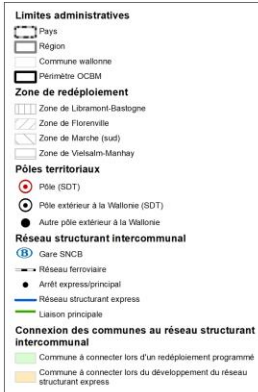 Limites administratives
Pays
Région
Commune wallonne
Périmètre OCBM
Zone de redéploiement
Zone de Libramont-Bastogne
Zone de Florenville
Zone de Marche (sud)
Zone de Vielsalm-Manhay
Pôles territoriaux
Pôle (SDT)
Pôle extérieur à la Wallonie (SDT)
Autre pôle extérieur à la Wallonie
Réseau structurant intercommunal
B Gare SNCB
Réseau ferroviaire
Arrêt express/principal
Réseau structurant express
Liaison principale
Connexion des communes au réseau structurant
intercommunal
Commune à connecter lors d'un redéploiement programmé
Commune à connecter lors du développement du réseau
structurant express